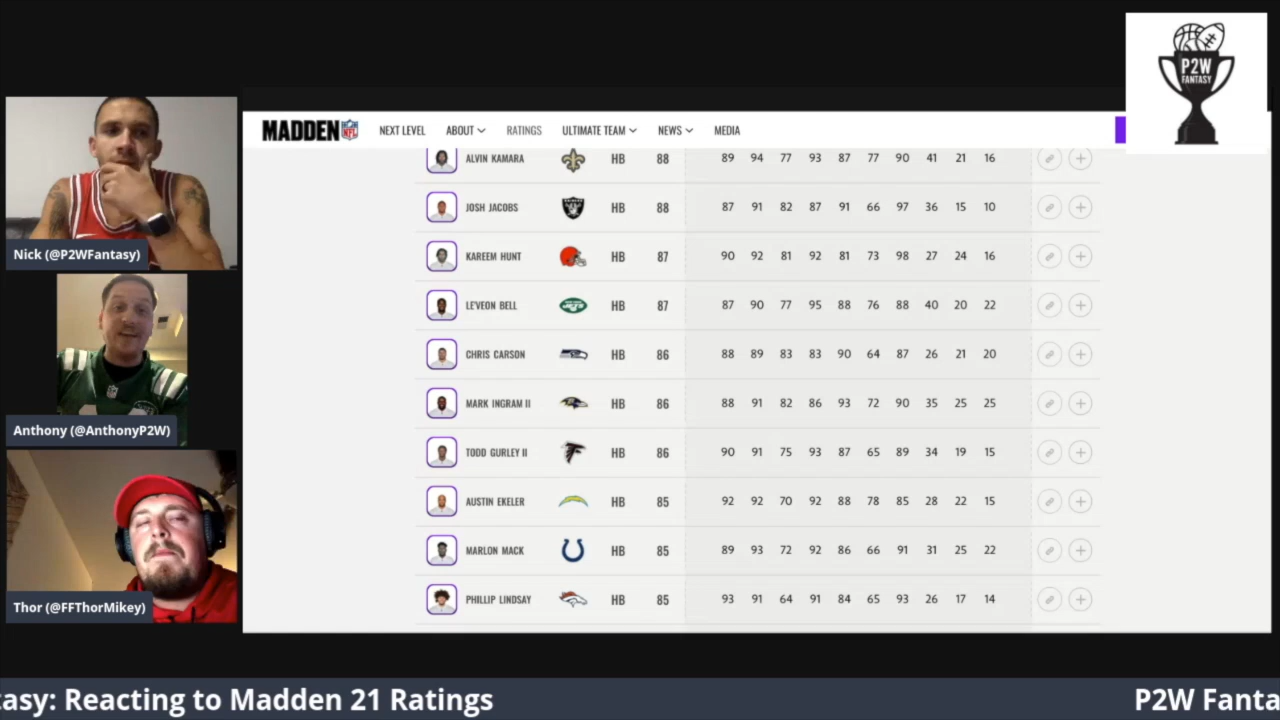 P2W
FANTASY
MADDEN NFL NEXT LEVEL ABOUT RATINGS ULTIMATE TEAM NEWS MEDIA
ALVIN KAMARA HB 88 89 94 77 93 87 77 90 41 21 16
JOSH JACOBS HB 88 87 91 82 87 91 66 97 36 15 10
KAREEM HUNT HB 87 90 92 81 92 81 73 98 27 24 16
LE'VEON BELL JETS HB 87 87 90 77 95 88 76 88 40 20 22
CHRIS CARSON HB 86 88 89 83 83 90 64 87 26 21 20
MARK INGRAM II HB 86 88 91 82 86 93 72 90 35 25 25
TODD GURLEY II HB 86 90 91 75 93 87 65 89 34 19 15
AUSTIN EKELER HB 85 92 92 70 92 88 78 85 28 22 15
MARLON MACK HB 85 89 93 72 92 86 66 91 31 25 22
PHILLIP LINDSAY HB 85 93 91 64 91 84 65 93 26 17 14
Nick (@P2WFantasy)
Anthony (@AnthonyP2W)
Thor (@FFThorMikey)
tasy: Reacting to Madden 21 Ratings P2W Fanta